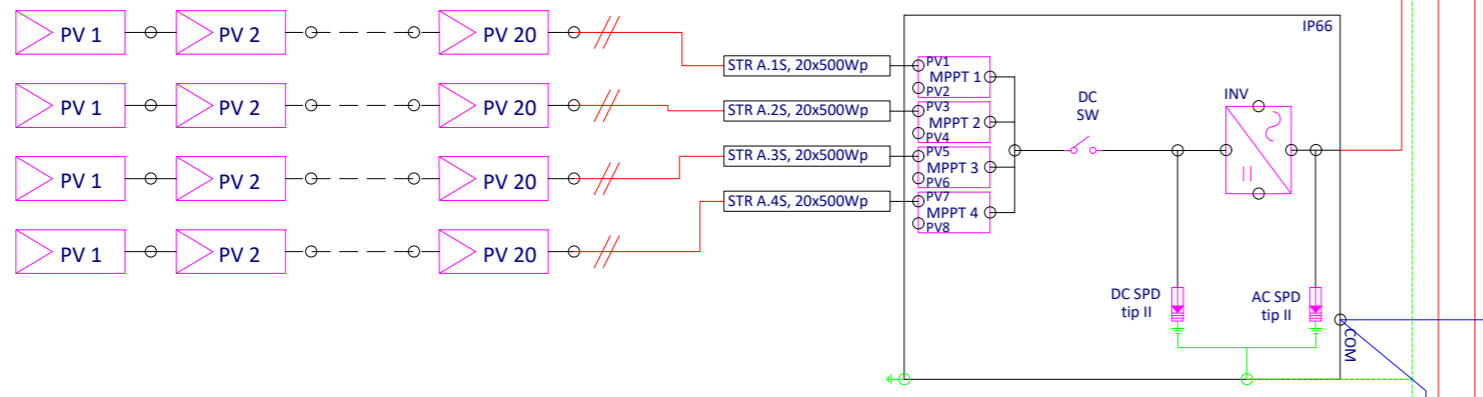 PV 1 PV 2 PV 20
PV 1 PV 2 PV 20
PV 1 PV 2 PV 20
PV 1 PV 2 PV 20
STR A.1S, 20x500Wp
STR A.2S, 20x500Wp
STR A.3S, 20x500Wp
STR A.4S, 20x500Wp
IP66
PV1
MPPT 1
PV2
PV3
MPPT 2
PV4
PV5
MPPT 3
PV6
PV7
MPPT 4
PV8
DC
SW
INV
DC SPD
tip II
AC SPD
tip II
COM